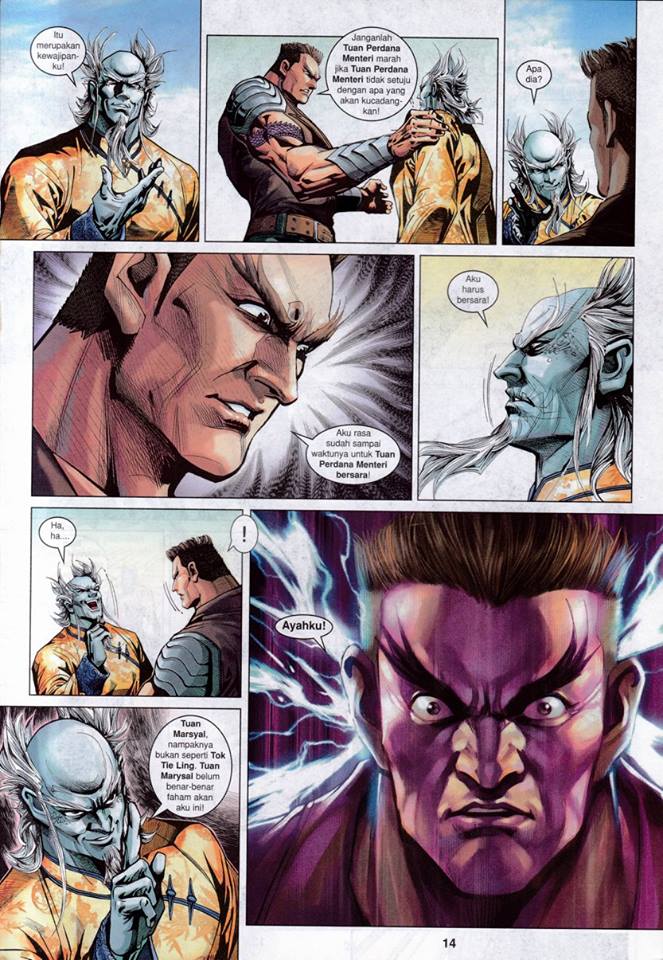 Itu
merupakan
kewajipan-
ku!
Janganlah
Tuan Perdana
Menteri marah
jika Tuan Perdana
Menteri tidak setuju
dengan apa yang
akan kucadang-
kan!
Apa
dia?
Aku rasa
sudah sampai
waktunya untuk Tuan
Perdana Menteri
bersara!
Aku
harus
bersara!
Ha,
ha....
!
Ayahku!
Tuan
Marsyal,
nampaknya
bukan seperti Tok
Tie Ling. Tuan
Marysal belum
benar-benar
faham akan
aku ini!
14